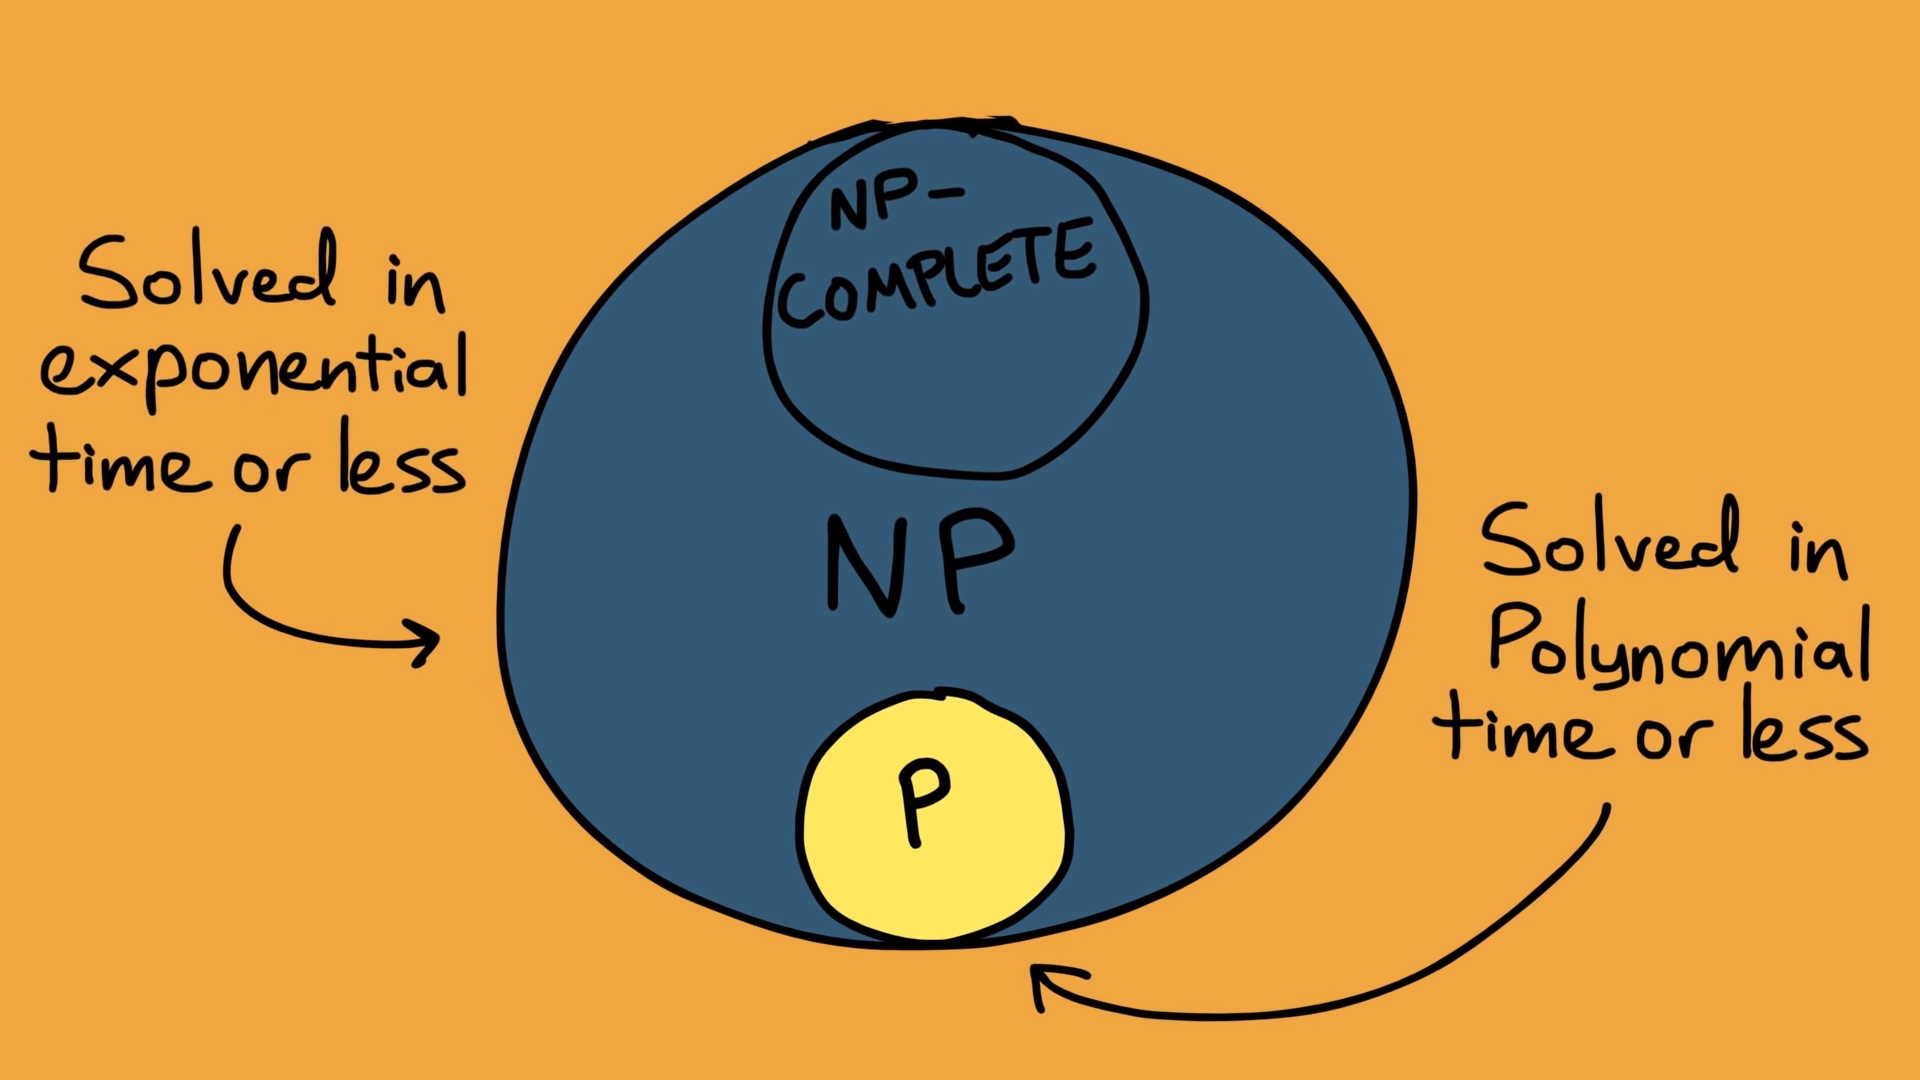 NP-
COMPLETE
Solved in
exponential
time or less
NP
Solved in
Polynomial
time or less
P